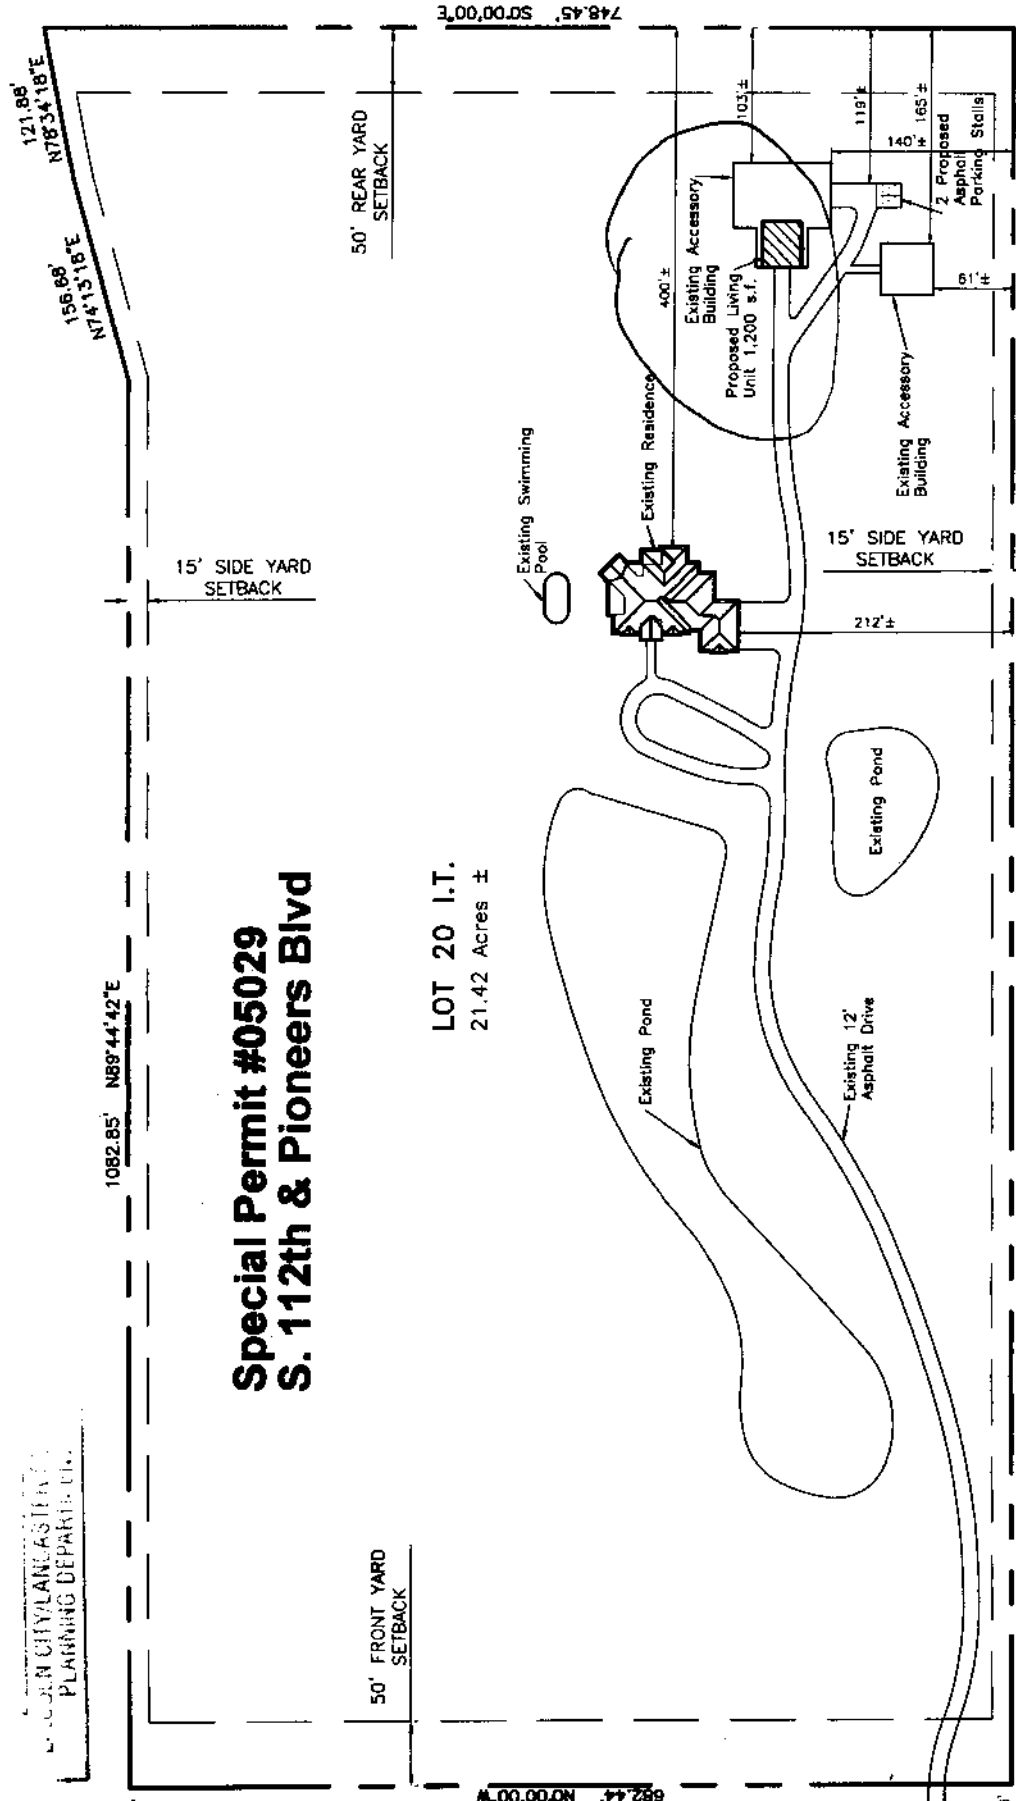 748.45' S0°00'00"E
121.88'
N78°34'18"E
156.68'
N74°13'18"E
1082.85' N89°44'42"E
50' REAR YARD
SETBACK
103'±
119'±
165'±
140'±
2 Proposed
Asphalt
Parking Stalls
400'±
Existing Accessory
Building
Proposed Living
Unit 1,200 s.f.
61'±
Existing Accessory
Building
Existing Residence
Existing Swimming
Pool
15' SIDE YARD
SETBACK
15' SIDE YARD
SETBACK
212'±
Existing Pond
LOT 20 I.T.
21.42 Acres ±
Special Permit #05029
S. 112th & Pioneers Blvd
Existing Pond
Existing 12'
Asphalt Drive
50' FRONT YARD
SETBACK
CITY/LANCASTER
PLANNING DEPARTMENT
682.44' N0°00'00"W